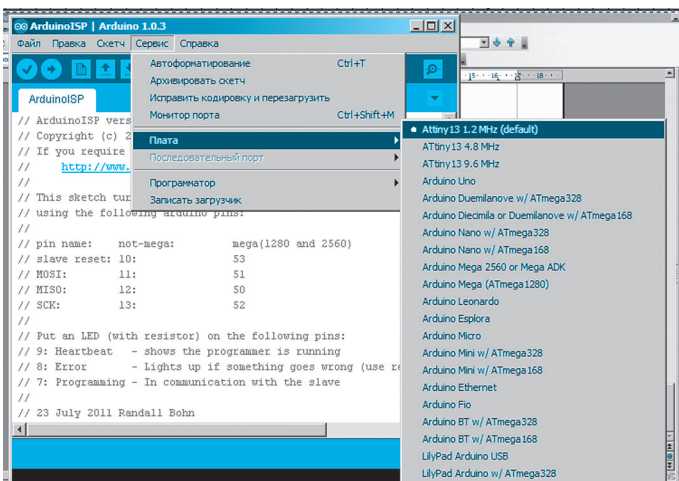 ArduinoISP | Arduino 1.0.3
Файл Правка Скетч Сервис Справка
Автоформатирование Ctrl+T
Архивировать скетч
Исправить кодировку и перезагрузить
Монитор порта Ctrl+Shift+M
Плата
Последовательный порт
Программатор
Записать загрузчик
ArduinoISP
// ArduinoISP vers
// Copyright (c) 2
// If you require
// http://www.
//
// This sketch tur
// using the following arduino pins:
//
// pin name: not-mega: mega(1280 and 2560)
// slave reset: 10: 53
// MOSI: 11: 51
// MISO: 12: 50
// SCK: 13: 52
//
// Put an LED (with resistor) on the following pins:
// 9: Heartbeat - shows the programmer is running
// 8: Error - Lights up if something goes wrong (use re
// 7: Programming - In communication with the slave
//
// 23 July 2011 Randall Bohn
15 16 17 18
Attiny13 1.2 MHz (default)
ATtiny13 4.8 MHz
ATtiny13 9.6 MHz
Arduino Uno
Arduino Duemilanove w/ ATmega328
Arduino Diecimila or Duemilanove w/ ATmega168
Arduino Nano w/ ATmega328
Arduino Nano w/ ATmega168
Arduino Mega 2560 or Mega ADK
Arduino Mega (ATmega1280)
Arduino Leonardo
Arduino Esplora
Arduino Micro
Arduino Mini w/ ATmega328
Arduino Mini w/ ATmega168
Arduino Ethernet
Arduino Fio
Arduino BT w/ ATmega328
Arduino BT w/ ATmega168
LilyPad Arduino USB
LilyPad Arduino w/ ATmega328